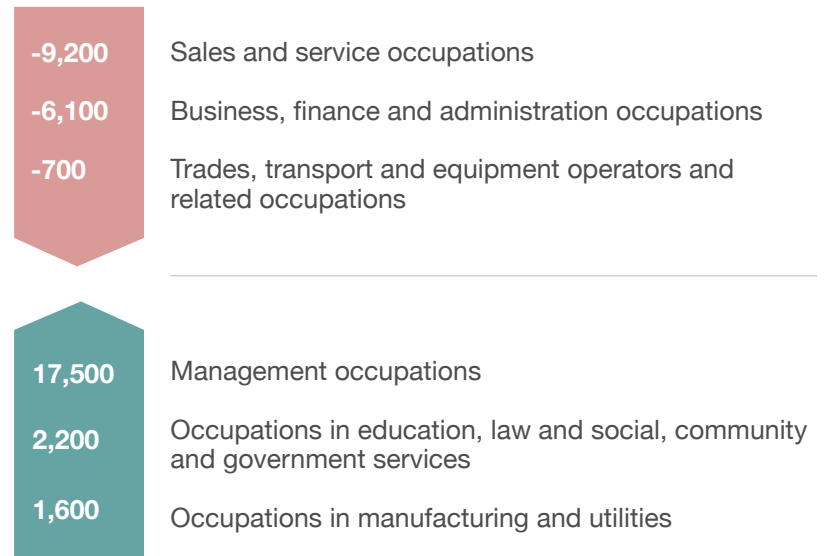 -9,200 Sales and service occupations
-6,100 Business, finance and administration occupations
-700 Trades, transport and equipment operators and
related occupations
17,500 Management occupations
2,200 Occupations in education, law and social, community
and government services
1,600 Occupations in manufacturing and utilities